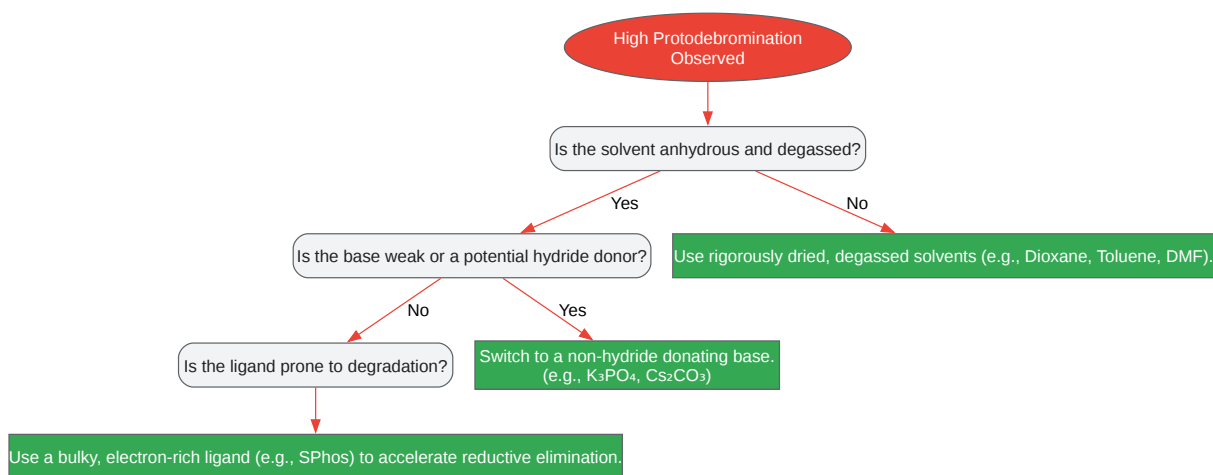 High Protodebromination
Observed
Is the solvent anhydrous and degassed?
Yes
No
Is the base weak or a potential hydride donor?
Use rigorously dried, degassed solvents (e.g., Dioxane, Toluene, DMF).
No
Yes
Is the ligand prone to degradation?
Switch to a non-hydride donating base.
(e.g., K₃PO₄, Cs₂CO₃)
Use a bulky, electron-rich ligand (e.g., SPhos) to accelerate reductive elimination.